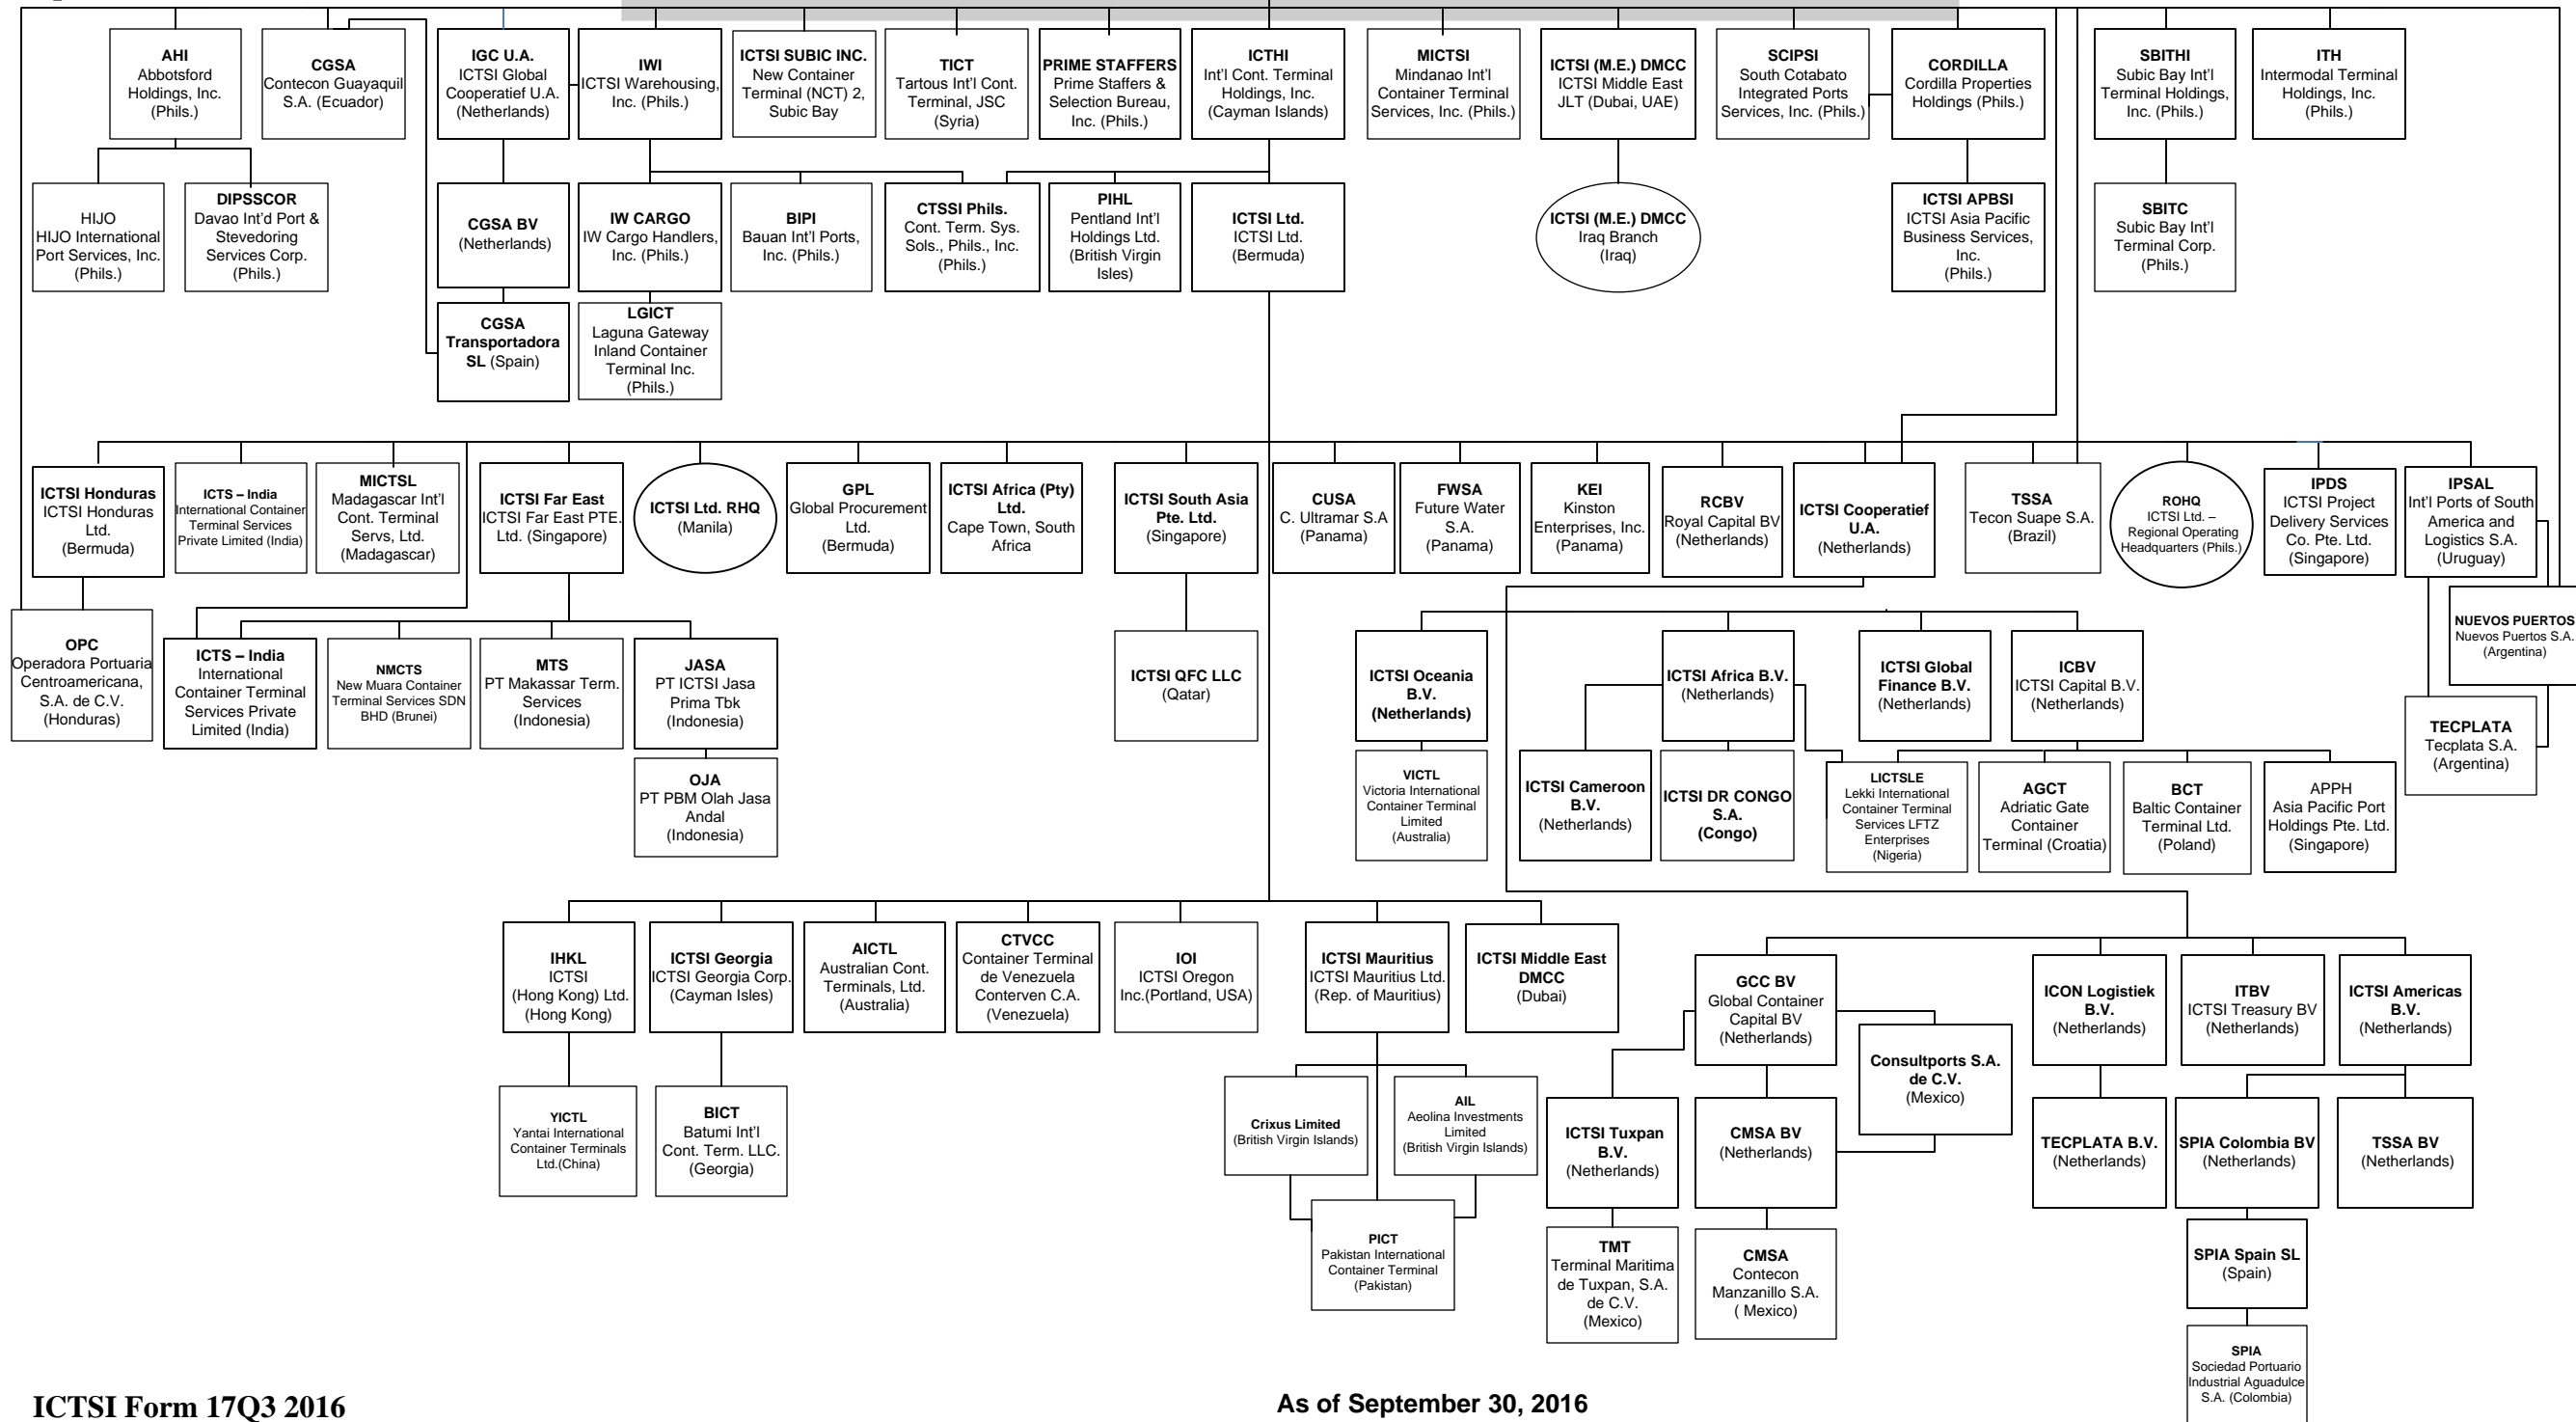 AHI
Abbotsford
Holdings, Inc.
(Phils.)
CGSA
Contecon Guayaquil
S.A. (Ecuador)
IGC U.A.
ICTSI Global
Cooperatief U.A.
(Netherlands)
IWI
ICTSI Warehousing,
Inc. (Phils.)
ICTSI SUBIC INC.
New Container
Terminal (NCT) 2,
Subic Bay
TICT
Tartous Int'l Cont.
Terminal, JSC
(Syria)
PRIME STAFFERS
Prime Staffers &
Selection Bureau,
Inc. (Phils.)
ICTHI
Int'l Cont. Terminal
Holdings, Inc.
(Cayman Islands)
MICTSI
Mindanao Int'l
Container Terminal
Services, Inc. (Phils.)
ICTSI (M.E.) DMCC
ICTSI Middle East
JLT (Dubai, UAE)
SCIPSI
South Cotabato
Integrated Ports
Services, Inc. (Phils.)
CORDILLA
Cordilla Properties
Holdings (Phils.)
SBITHI
Subic Bay Int'l
Terminal Holdings,
Inc. (Phils.)
ITH
Intermodal Terminal
Holdings, Inc.
(Phils.)
HIJO
HIJO International
Port Services, Inc.
(Phils.)
DIPSSCOR
Davao Int'd Port &
Stevedoring
Services Corp.
(Phils.)
CGSA BV
(Netherlands)
IW CARGO
IW Cargo Handlers,
Inc. (Phils.)
BIPI
Bauan Int'l Ports,
Inc. (Phils.)
CTSSI Phils.
Cont. Term. Sys.
Sols., Phils., Inc.
(Phils.)
PIHL
Pentland Int'l
Holdings Ltd.
(British Virgin
Isles)
ICTSI Ltd.
ICTSI Ltd.
(Bermuda)
ICTSI (M.E.) DMCC
Iraq Branch
(Iraq)
ICTSI APBSI
ICTSI Asia Pacific
Business Services,
Inc.
(Phils.)
SBITC
Subic Bay Int'l
Terminal Corp.
(Phils.)
CGSA
Transportadora
SL (Spain)
LGICT
Laguna Gateway
Inland Container
Terminal Inc.
(Phils.)
ICTSI Honduras
ICTSI Honduras
Ltd.
(Bermuda)
ICTS – India
International Container
Terminal Services
Private Limited (India)
MICTSL
Madagascar Int'l
Cont. Terminal
Servs, Ltd.
(Madagascar)
ICTSI Far East
ICTSI Far East PTE.
Ltd. (Singapore)
ICTSI Ltd. RHQ
(Manila)
GPL
Global Procurement
Ltd.
(Bermuda)
ICTSI Africa (Pty)
Ltd.
Cape Town, South
Africa
ICTSI South Asia
Pte. Ltd.
(Singapore)
CUSA
C. Ultramar S.A
(Panama)
FWSA
Future Water
S.A.
(Panama)
KEI
Kinston
Enterprises, Inc.
(Panama)
RCBV
Royal Capital BV
(Netherlands)
ICTSI Cooperatief
U.A.
(Netherlands)
TSSA
Tecon Suape S.A.
(Brazil)
ROHQ
ICTSI Ltd. –
Regional Operating
Headquarters (Phils.)
IPDS
ICTSI Project
Delivery Services
Co. Pte. Ltd.
(Singapore)
IPSAL
Int'l Ports of South
America and
Logistics S.A.
(Uruguay)
OPC
Operadora Portuaria
Centroamericana,
S.A. de C.V.
(Honduras)
ICTS – India
International
Container Terminal
Services Private
Limited (India)
NMCTS
New Muara Container
Terminal Services SDN
BHD (Brunei)
MTS
PT Makassar Term.
Services
(Indonesia)
JASA
PT ICTSI Jasa
Prima Tbk
(Indonesia)
ICTSI QFC LLC
(Qatar)
ICTSI Oceania
B.V.
(Netherlands)
ICTSI Africa B.V.
(Netherlands)
ICTSI Global
Finance B.V.
(Netherlands)
ICBV
ICTSI Capital B.V.
(Netherlands)
NUEVOS PUERTOS
Nuevos Puertos S.A.
(Argentina)
TECPLATA
Tecplata S.A.
(Argentina)
OJA
PT PBM Olah Jasa
Andal
(Indonesia)
VICTL
Victoria International
Container Terminal
Limited
(Australia)
ICTSI Cameroon
B.V.
(Netherlands)
ICTSI DR CONGO
S.A.
(Congo)
LICTSLE
Lekki International
Container Terminal
Services LFTZ
Enterprises
(Nigeria)
AGCT
Adriatic Gate
Container
Terminal (Croatia)
BCT
Baltic Container
Terminal Ltd.
(Poland)
APPH
Asia Pacific Port
Holdings Pte. Ltd.
(Singapore)
IHKL
ICTSI
(Hong Kong) Ltd.
(Hong Kong)
ICTSI Georgia
ICTSI Georgia Corp.
(Cayman Isles)
AICTL
Australian Cont.
Terminals, Ltd.
(Australia)
CTVCC
Container Terminal
de Venezuela
Conterven C.A.
(Venezuela)
IOI
ICTSI Oregon
Inc.(Portland, USA)
ICTSI Mauritius
ICTSI Mauritius Ltd.
(Rep. of Mauritius)
ICTSI Middle East
DMCC
(Dubai)
GCC BV
Global Container
Capital BV
(Netherlands)
Consultports S.A.
de C.V.
(Mexico)
ICON Logistiek
B.V.
(Netherlands)
ITBV
ICTSI Treasury BV
(Netherlands)
ICTSI Americas
B.V.
(Netherlands)
YICTL
Yantai International
Container Terminals
Ltd.(China)
BICT
Batumi Int'l
Cont. Term. LLC.
(Georgia)
Crixus Limited
(British Virgin Islands)
AIL
Aeolina Investments
Limited
(British Virgin Islands)
ICTSI Tuxpan
B.V.
(Netherlands)
CMSA BV
(Netherlands)
TECPLATA B.V.
(Netherlands)
SPIA Colombia BV
(Netherlands)
TSSA BV
(Netherlands)
PICT
Pakistan International
Container Terminal
(Pakistan)
TMT
Terminal Maritima
de Tuxpan, S.A.
de C.V.
(Mexico)
CMSA
Contecon
Manzanillo S.A.
( Mexico)
SPIA Spain SL
(Spain)
SPIA
Sociedad Portuario
Industrial Aguadulce
S.A. (Colombia)
ICTSI Form 17Q3 2016
As of September 30, 2016